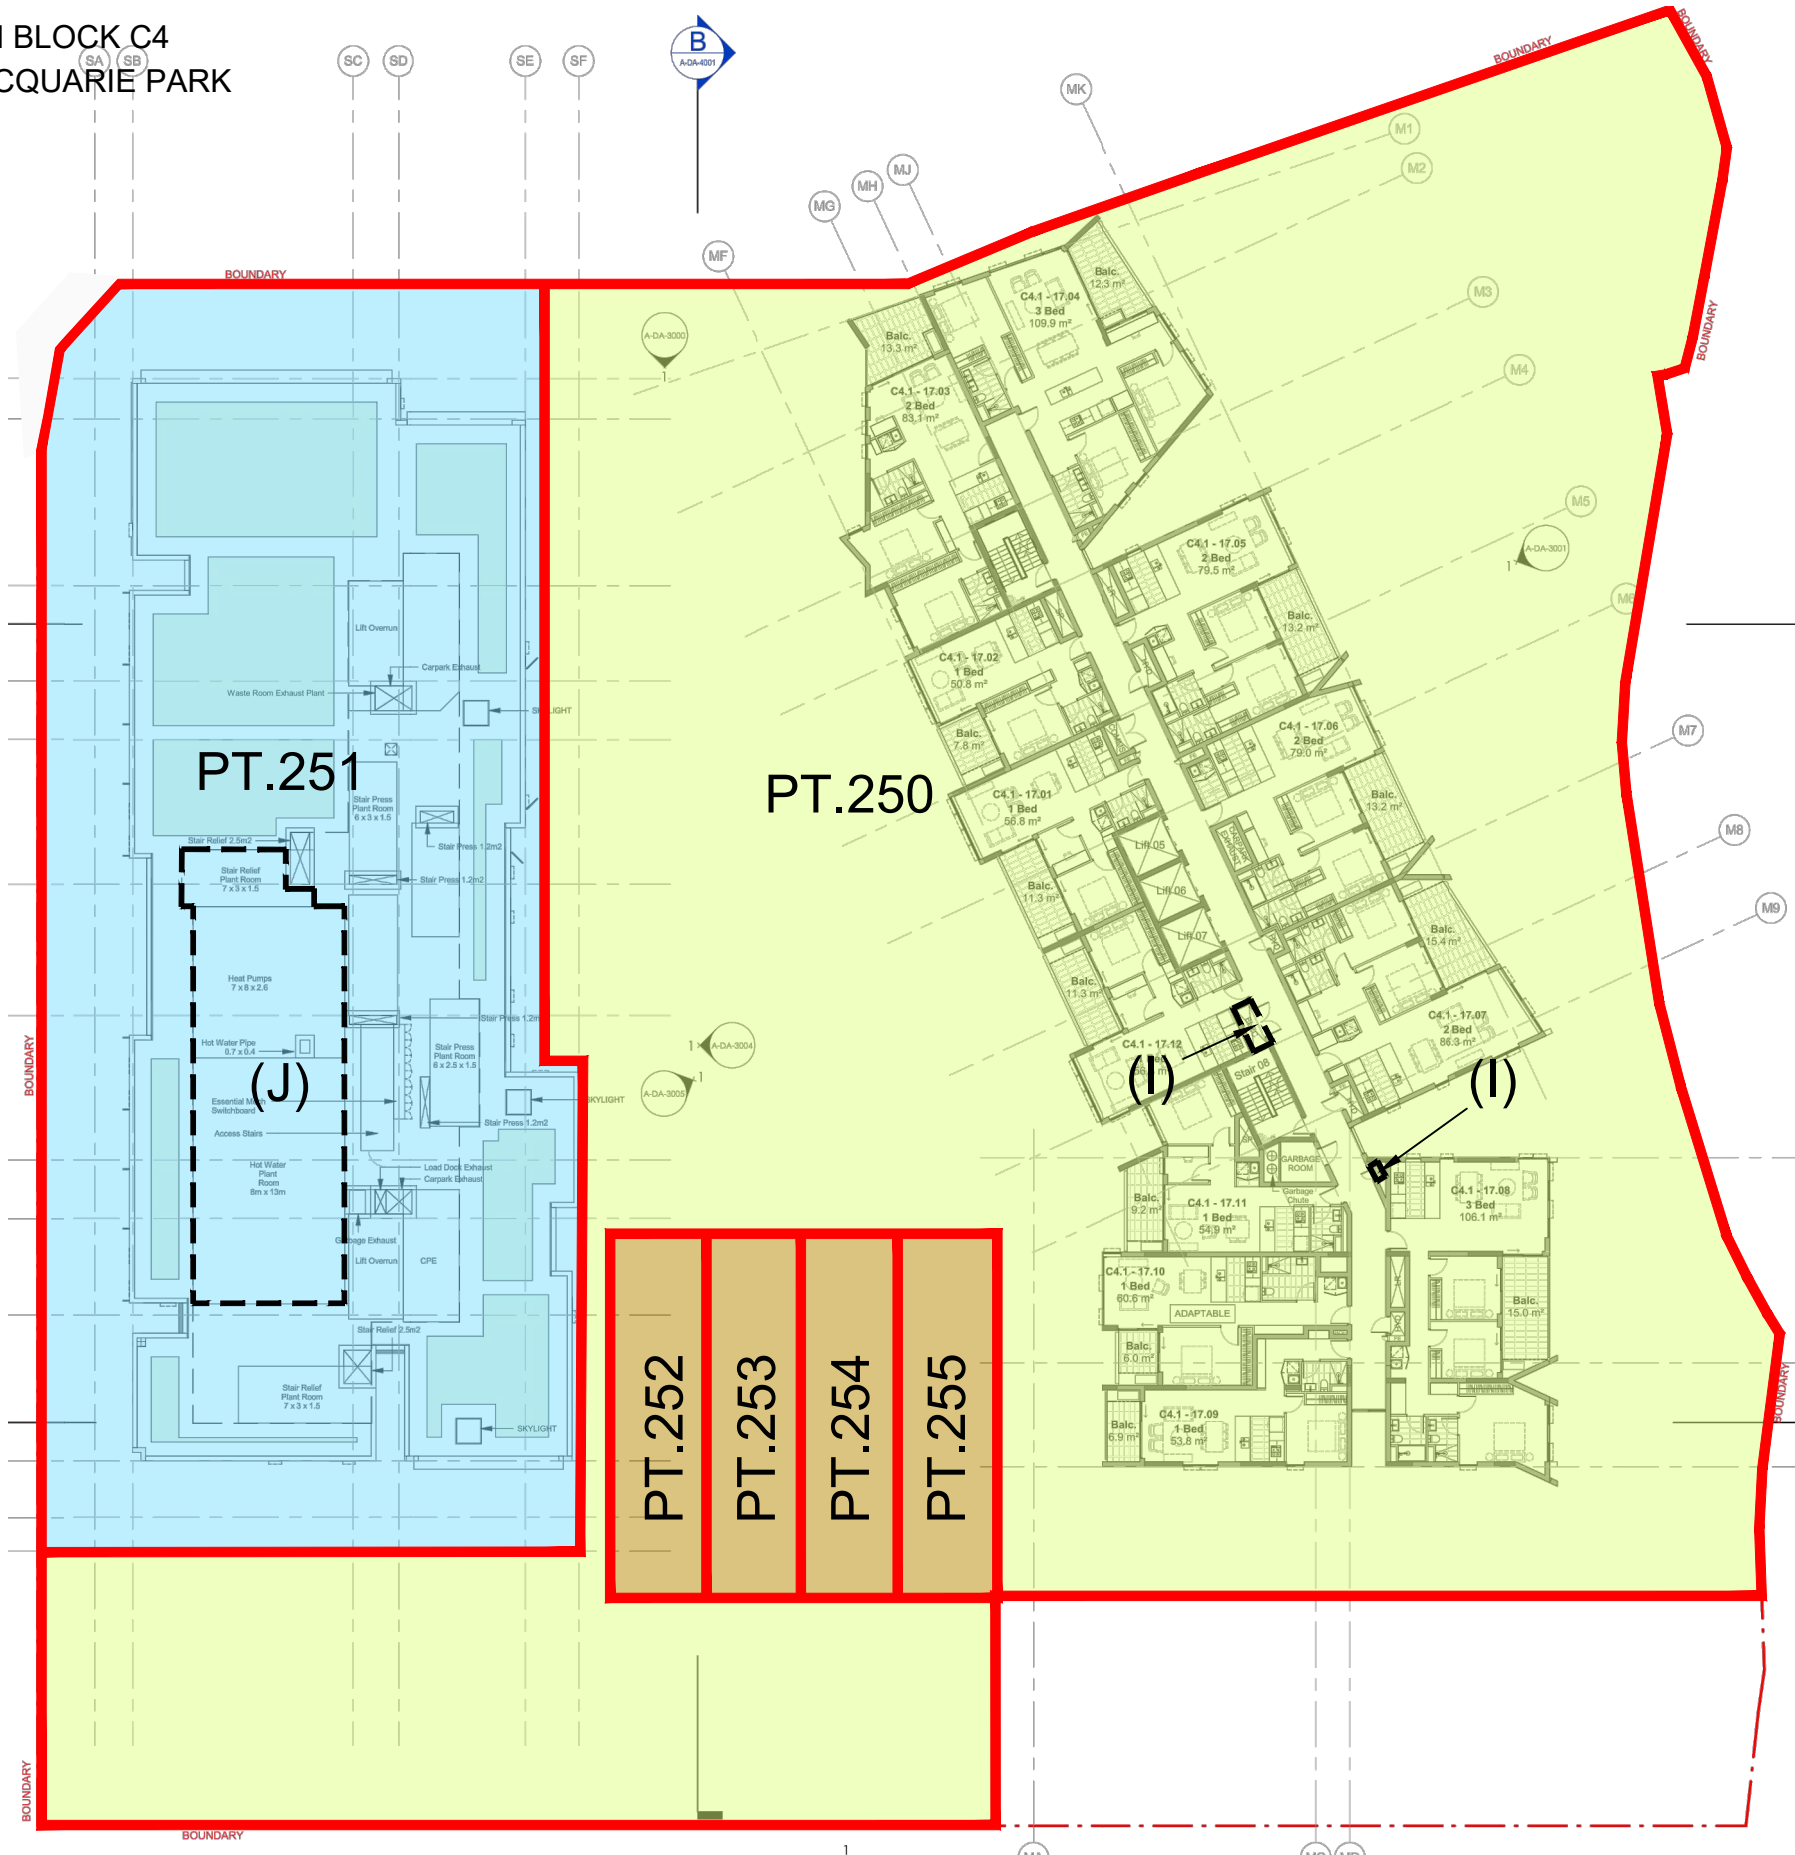 BLOCK C4
CQUARIE PARK
SA
SB
SC
SD
SE
SF
B
A-DA-4001
MK
M1
M2
MJ
MH
MG
MF
M3
M4
M5
M6
M7
M8
M9
BOUNDARY
BOUNDARY
BOUNDARY
BOUNDARY
BOUNDARY
BOUNDARY
BOUNDARY
BOUNDARY
A-DA-3000
1
A-DA-3001
1
A-DA-3004
1
A-DA-3005
1
PT.251
PT.250
PT.252
PT.253
PT.254
PT.255
(J)
(I)
(I)
Lift Overrun
Carpark Exhaust
Waste Room Exhaust Plant
SKYLIGHT
Stair Press
Plant Room
6 x 3 x 1.5
Stair Relief 2.5m2
Stair Press 1.2m2
Stair Relief
Plant Room
7 x 3 x 1.5
Stair Press 1.2m2
Heat Pumps
7 x 8 x 2.6
Stair Press 1.2m
Hot Water Pipe
0.7 x 0.4
Stair Press
Plant Room
6 x 2.5 x 1.5
Essential Mech
Switchboard
SKYLIGHT
Stair Press 1.2m2
Access Stairs
Hot Water
Plant
Room
8m x 13m
Load Dock Exhaust
Carpark Exhaust
Garbage Exhaust
Lift Overrun
CPE
Stair Relief 2.5m2
Stair Relief
Plant Room
7 x 3 x 1.5
SKYLIGHT
Balc.
12.3 m²
C4.1 - 17.04
3 Bed
109.9 m²
Balc.
13.3 m²
C4.1 - 17.03
2 Bed
83.1 m²
C4.1 - 17.05
2 Bed
79.5 m²
Balc.
13.2 m²
C4.1 - 17.02
1 Bed
50.8 m²
Balc.
7.8 m²
C4.1 - 17.06
2 Bed
79.0 m²
Balc.
13.2 m²
C4.1 - 17.01
1 Bed
56.8 m²
CARPARK
EXHAUST
Lift 05
Lift 06
Lift 07
Balc.
11.3 m²
Balc.
11.3 m²
Balc.
15.4 m²
C4.1 - 17.07
2 Bed
86.3 m²
C4.1 - 17.12
Stair 08
GARBAGE
ROOM
Garbage
Chute
Balc.
9.2 m²
C4.1 - 17.11
1 Bed
54.9 m²
C4.1 - 17.08
3 Bed
106.1 m²
C4.1 - 17.10
1 Bed
60.6 m²
ADAPTABLE
Balc.
15.0 m²
Balc.
6.0 m²
Balc.
6.9 m²
C4.1 - 17.09
1 Bed
53.8 m²
1